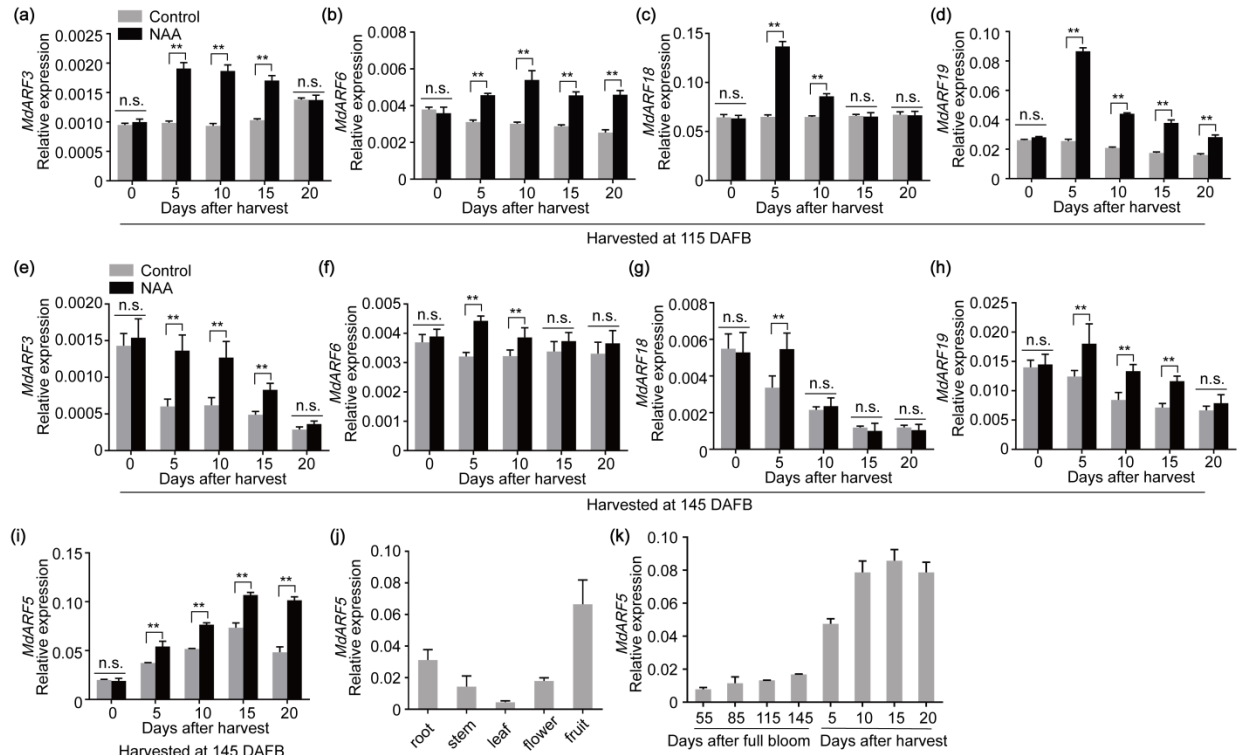 (a)
Control
NAA
MdARF3
Relative expression
0.0025
0.0020
0.0015
0.0010
0.0005
0
n.s.
**
**
**
n.s.
0 5 10 15 20
Days after harvest
(b)
MdARF6
Relative expression
0.008
0.006
0.004
0.002
0
n.s.
**
**
**
**
0 5 10 15 20
Days after harvest
(c)
MdARF18
Relative expression
0.15
0.10
0.05
0
n.s.
**
**
n.s.
n.s.
0 5 10 15 20
Days after harvest
(d)
MdARF19
Relative expression
0.10
0.08
0.06
0.04
0.02
0
n.s.
**
**
**
**
0 5 10 15 20
Days after harvest
Harvested at 115 DAFB
(e)
Control
NAA
MdARF3
Relative expression
0.0020
0.0015
0.0010
0.0005
0
n.s.
**
**
**
n.s.
0 5 10 15 20
Days after harvest
(f)
MdARF6
Relative expression
0.005
0.004
0.003
0.002
0.001
0
n.s.
**
**
n.s.
n.s.
0 5 10 15 20
Days after harvest
(g)
MdARF18
Relative expression
0.008
0.006
0.004
0.002
0
n.s.
**
n.s.
n.s.
n.s.
0 5 10 15 20
Days after harvest
(h)
MdARF19
Relative expression
0.025
0.020
0.015
0.010
0.005
0
n.s.
**
**
**
n.s.
0 5 10 15 20
Days after harvest
Harvested at 145 DAFB
(i)
MdARF5
Relative expression
0.15
0.10
0.05
0
n.s.
**
**
**
**
0 5 10 15 20
Days after harvest
Harvested at 145 DAFB
(j)
MdARF5
Relative expression
0.10
0.08
0.06
0.04
0.02
0
root stem leaf flower fruit
(k)
MdARF5
Relative expression
0.10
0.08
0.06
0.04
0.02
0
55 85 115 145 5 10 15 20
Days after full bloom Days after harvest